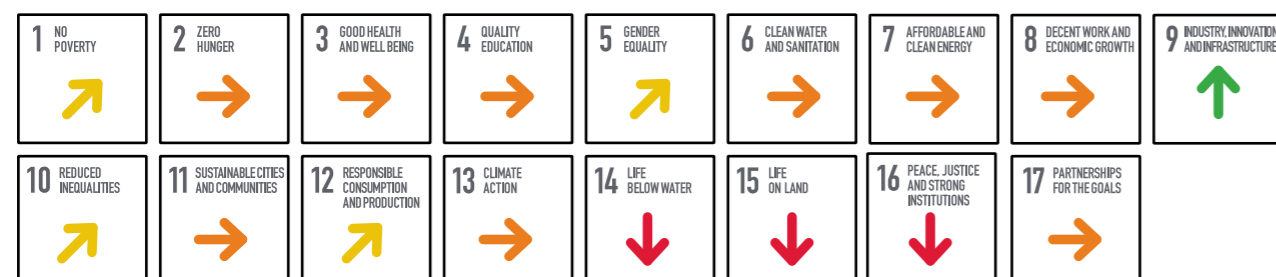 1 NO
POVERTY
2 ZERO
HUNGER
3 GOOD HEALTH
AND WELL BEING
4 QUALITY
EDUCATION
5 GENDER
EQUALITY
6 CLEAN WATER
AND SANITATION
7 AFFORDABLE AND
CLEAN ENERGY
8 DECENT WORK AND
ECONOMIC GROWTH
9 INDUSTRY, INNOVATION
AND INFRASTRUCTURE
10 REDUCED
INEQUALITIES
11 SUSTAINABLE CITIES
AND COMMUNITIES
12 RESPONSIBLE
CONSUMPTION
AND PRODUCTION
13 CLIMATE
ACTION
14 LIFE
BELOW WATER
15 LIFE
ON LAND
16 PEACE, JUSTICE
AND STRONG
INSTITUTIONS
17 PARTNERSHIPS
FOR THE GOALS